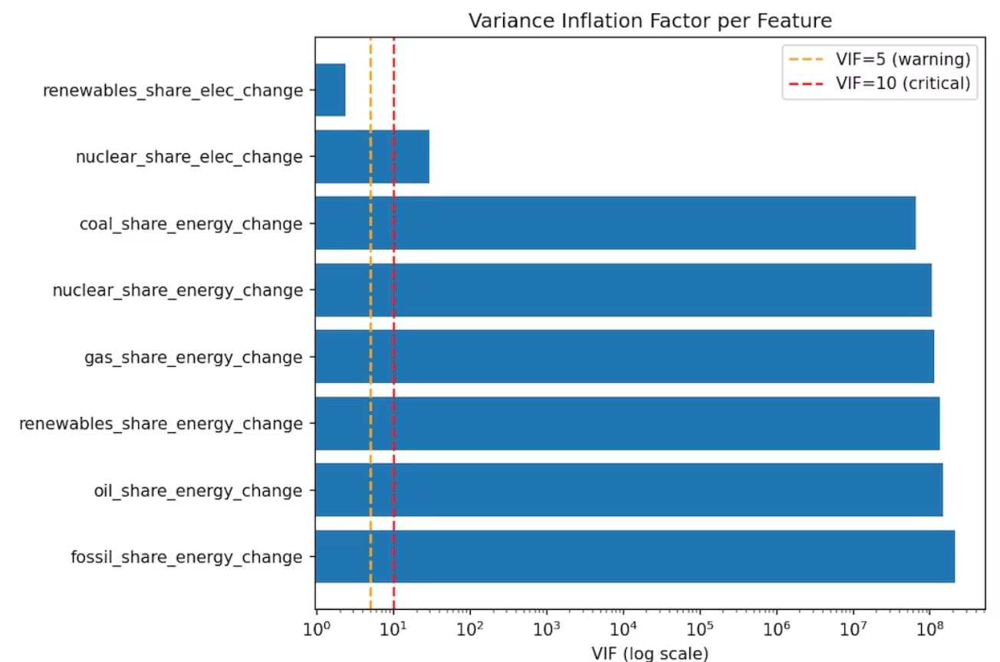 Variance Inflation Factor per Feature
VIF=5 (warning)
VIF=10 (critical)
renewables_share_elec_change
nuclear_share_elec_change
coal_share_energy_change
nuclear_share_energy_change
gas_share_energy_change
renewables_share_energy_change
oil_share_energy_change
fossil_share_energy_change
10⁰ 10¹ 10² 10³ 10⁴ 10⁵ 10⁶ 10⁷ 10⁸
VIF (log scale)